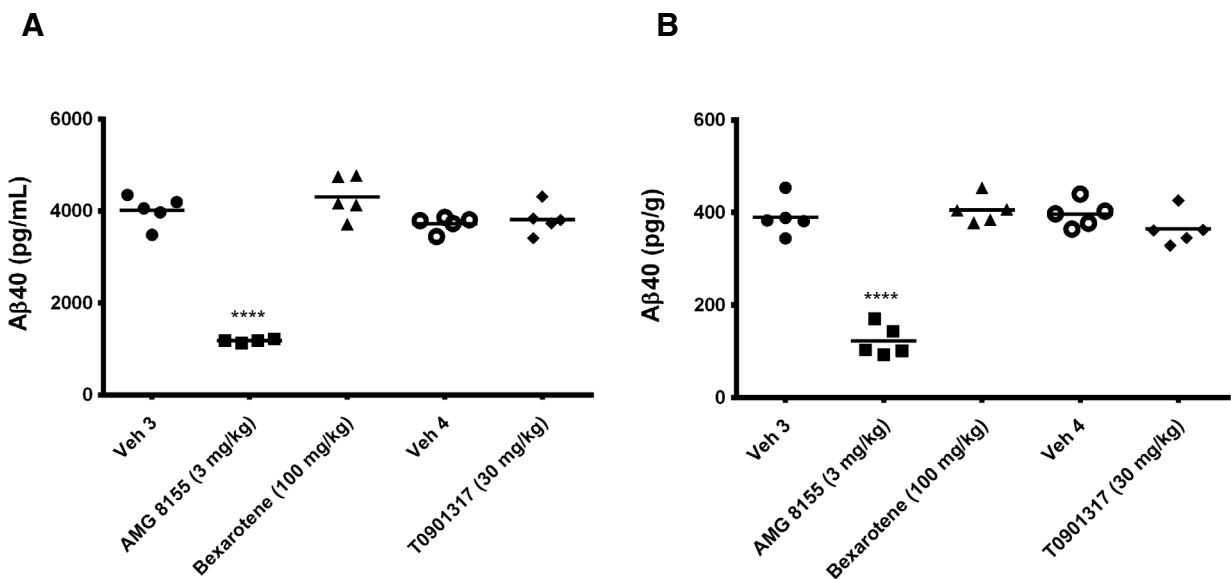 A
Aβ40 (pg/mL)
6000
4000
2000
0
****
Veh 3
AMG 8155 (3 mg/kg)
Bexarotene (100 mg/kg)
Veh 4
T0901317 (30 mg/kg)
B
Aβ40 (pg/g)
600
400
200
0
****
Veh 3
AMG 8155 (3 mg/kg)
Bexarotene (100 mg/kg)
Veh 4
T0901317 (30 mg/kg)